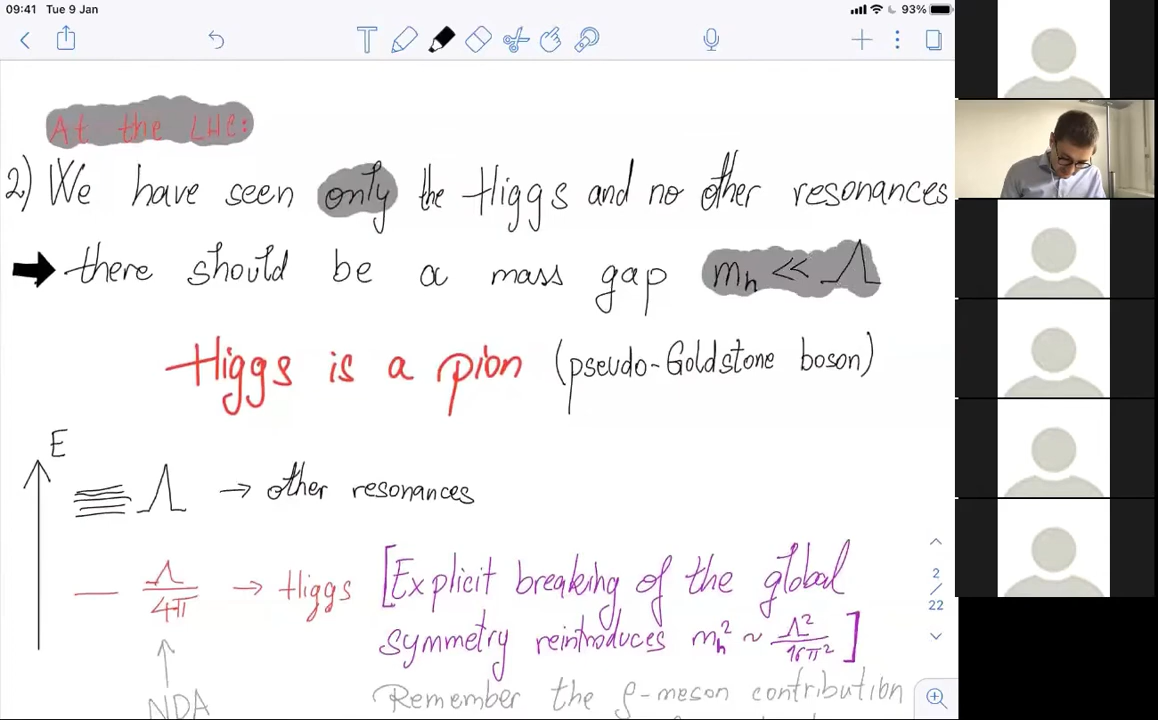 09:41 Tue 9 Jan 93%
At the LHC:
2) We have seen only the Higgs and no other resonances
there should be a mass gap mₕ << Λ
Higgs is a pion (pseudo-Goldstone boson)
E
Λ → other resonances
Λ/4π → Higgs [Explicit breaking of the global
symmetry reintroduces mₕ² ~ Λ²/16π²]
NDA
Remember the ρ-meson contribution
2
/
22